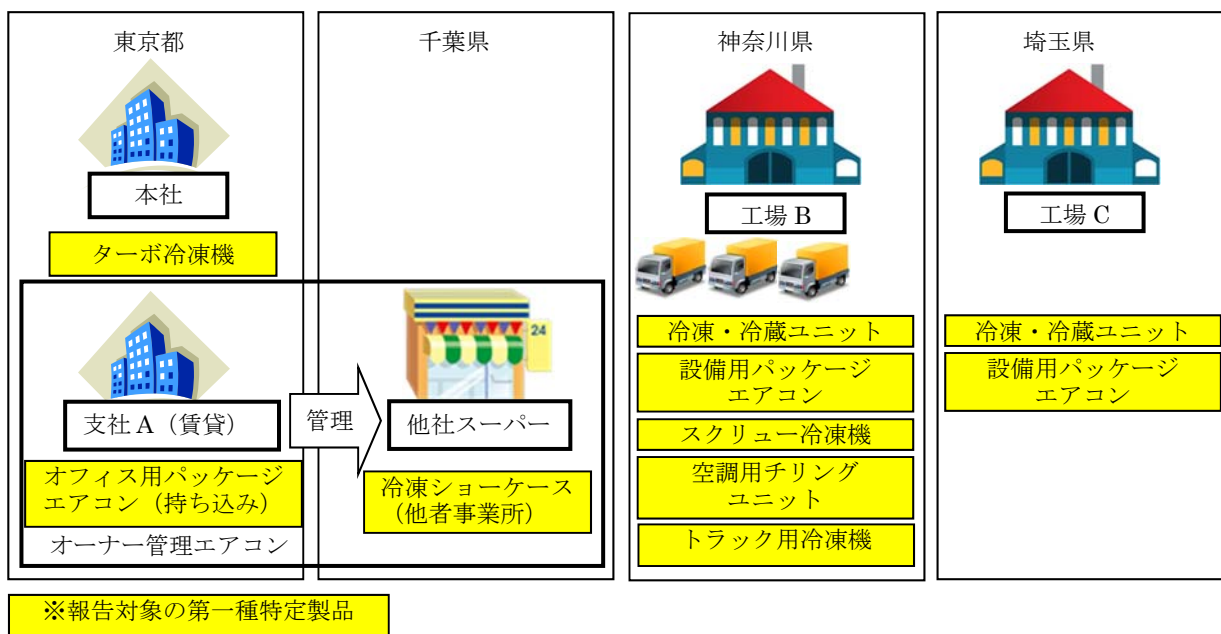 東京都
本社
ターボ冷凍機
支社 A（賃貸）
オフィス用パッケージ
エアコン（持ち込み）
オーナー管理エアコン
管理
千葉県
24
他社スーパー
冷凍ショーケース
（他者事業所）
神奈川県
工場 B
冷凍・冷蔵ユニット
設備用パッケージ
エアコン
スクリュー冷凍機
空調用チリング
ユニット
トラック用冷凍機
埼玉県
工場 C
冷凍・冷蔵ユニット
設備用パッケージ
エアコン
※報告対象の第一種特定製品